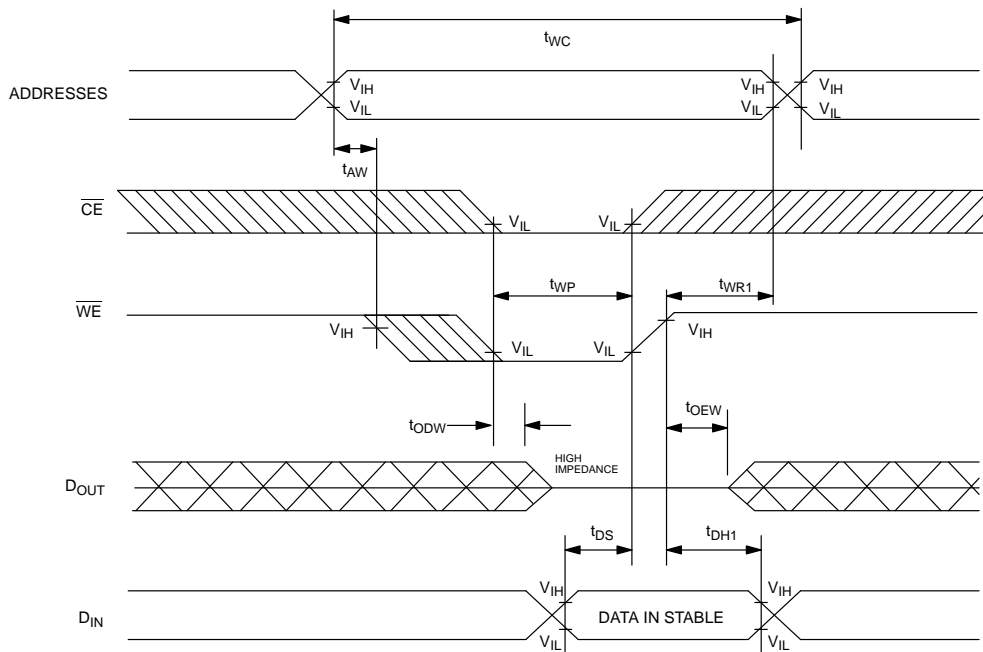 tWC
ADDRESSES
VIH
VIL
VIH
VIL
VIH
VIL
tAW
CE
VIL
VIL
tWP
tWR1
WE
VIH
VIL
VIL
VIH
tODW
tOEW
HIGH
IMPEDANCE
DOUT
tDS
tDH1
DIN
VIH
VIL
DATA IN STABLE
VIH
VIL